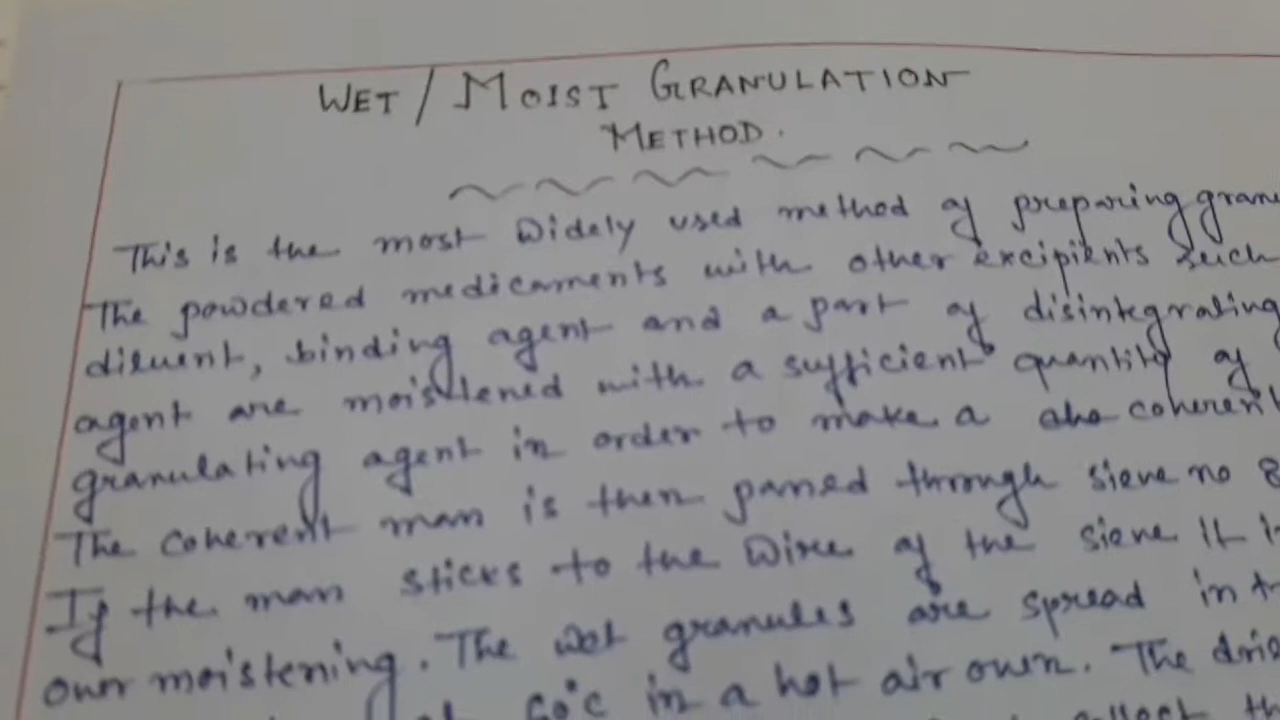 WET / MOIST GRANULATION
METHOD.
This is the most widely used method of preparing
The powdered medicaments with other excipients such
diluent, binding agent and a part of disintegrating
agent are moistened with a sufficient quantity of
granulating agent in order to make a coherent
The coherent mass is then passed through sieve no
If the mass sticks to the wire of the sieve It
over moistening. The wet granules are spread in
60°c in a hot air oven. The